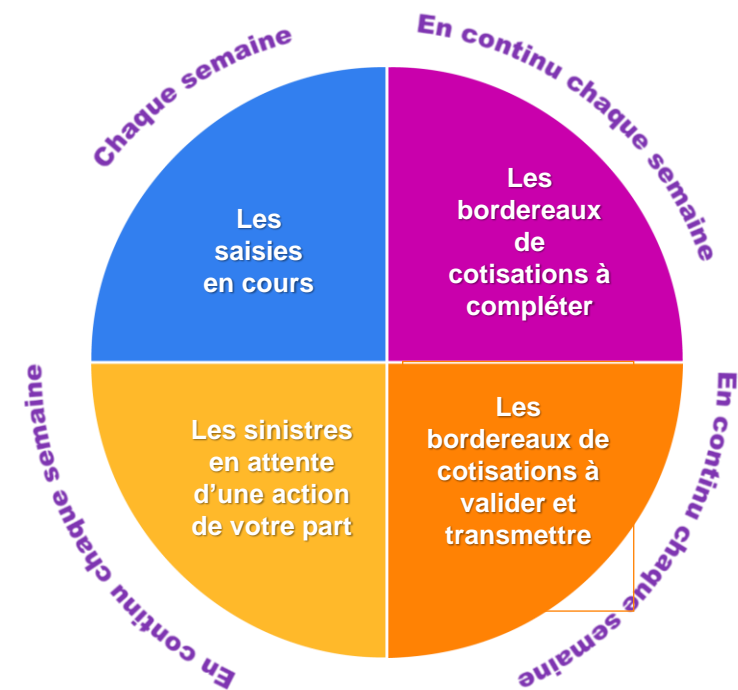 Chaque semaine
En continu chaque semaine
Les
saisies
en cours
Les
bordereaux
de
cotisations à
compléter
Les sinistres
en attente
d’une action
de votre part
Les
bordereaux de
cotisations à
valider et
transmettre
En continu chaque semaine
En continu chaque semaine